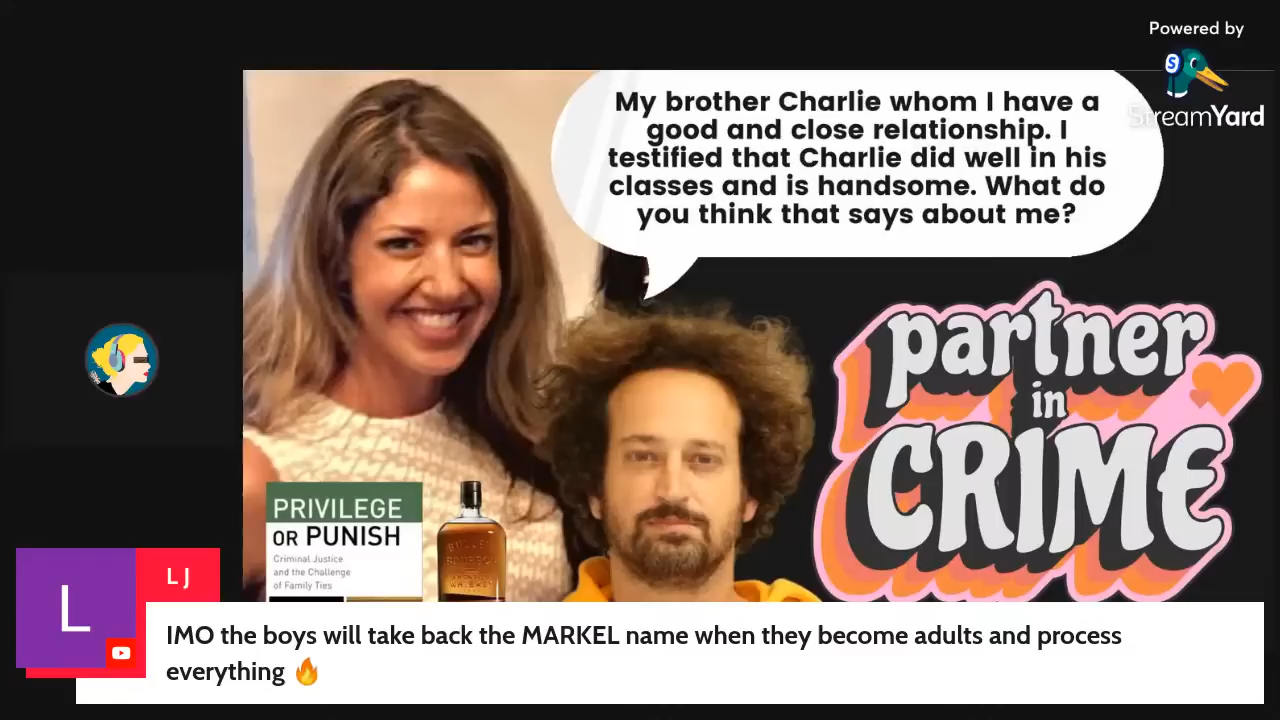 Powered by
StreamYard
My brother Charlie whom I have a
good and close relationship. I
testified that Charlie did well in his
classes and is handsome. What do
you think that says about me?
partner
in
CRIME
PRIVILEGE
OR PUNISH
Criminal Justice
and the Challenge
of Family Ties
BULLEIT
BOURBON
WHISKEY
L J
L
IMO the boys will take back the MARKEL name when they become adults and process
everything 🔥